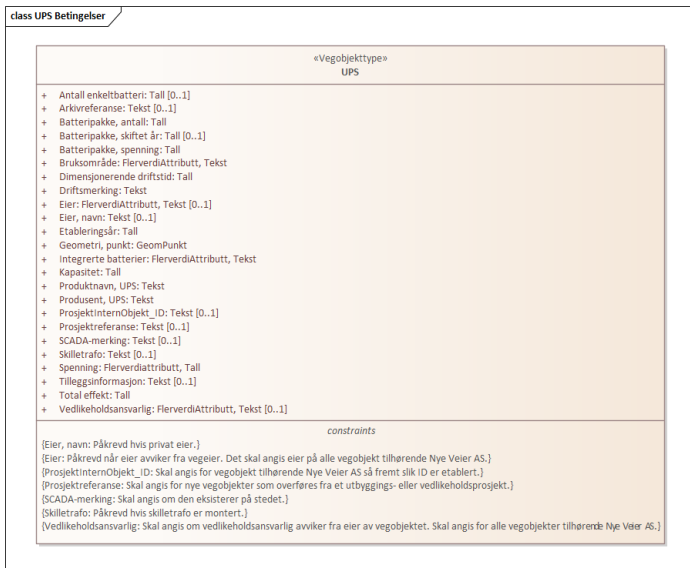 class UPS Betingelser
«Vegobjekttype»
UPS
+ Antall enkeltbatteri: Tall [0..1]
+ Arkivreferanse: Tekst [0..1]
+ Batteripakke, antall: Tall
+ Batteripakke, skiftet år: Tall [0..1]
+ Batteripakke, spenning: Tall
+ Bruksområde: FlerverdiAttributt, Tekst
+ Dimensjonerende driftstid: Tall
+ Driftsmerking: Tekst
+ Eier: FlerverdiAttributt, Tekst [0..1]
+ Eier, navn: Tekst [0..1]
+ Etableringsår: Tall
+ Geometri, punkt: GeomPunkt
+ Integrerte batterier: FlerverdiAttributt, Tekst
+ Kapasitet: Tall
+ Produktnavn, UPS: Tekst
+ Produsent, UPS: Tekst
+ ProsjektInternObjekt_ID: Tekst [0..1]
+ Prosjektreferanse: Tekst [0..1]
+ SCADA-merking: Tekst [0..1]
+ Skilletrafo: Tekst [0..1]
+ Spenning: Flerverdiattributt, Tall
+ Tilleggsinformasjon: Tekst [0..1]
+ Total effekt: Tall
+ Vedlikeholdsansvarlig: FlerverdiAttributt, Tekst [0..1]
constraints
{Eier, navn: Påkrevd hvis privat eier.}
{Eier: Påkrevd når eier avviker fra vegeier. Det skal angis eier på alle vegobjekt tilhørende Nye Veier AS.}
{ProsjektInternObjekt_ID: Skal angis for vegobjekt tilhørende Nye Veier AS så fremt slik ID er etablert.}
{Prosjektreferanse: Skal angis for nye vegobjekter som overføres fra et utbyggings- eller vedlikeholdsprosjekt.}
{SCADA-merking: Skal angis om den eksisterer på stedet.}
{Skilletrafo: Påkrevd hvis skilletrafo er montert.}
{Vedlikeholdsansvarlig: Skal angis om vedlikeholdsansvarlig avviker fra eier av vegobjektet. Skal angis for alle vegobjekter tilhørende Nye Veier AS.}